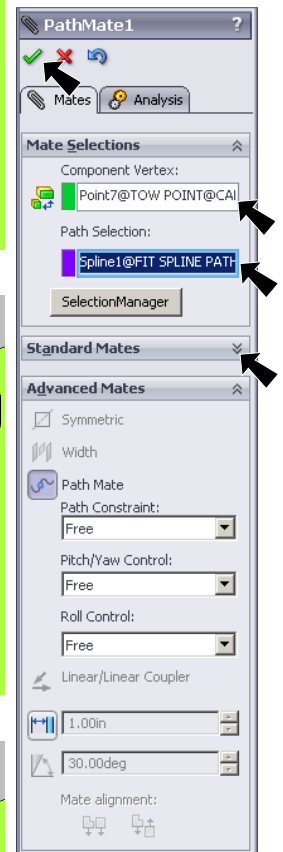 PathMate1 ?
Mates Analysis
Mate Selections
Component Vertex:
Point7@TOW POINT@CAI
Path Selection:
Spline1@FIT SPLINE PATH
SelectionManager
Standard Mates
Advanced Mates
Symmetric
Width
Path Mate
Path Constraint:
Free
Pitch/Yaw Control:
Free
Roll Control:
Free
Linear/Linear Coupler
1.00in
30.00deg
Mate alignment: